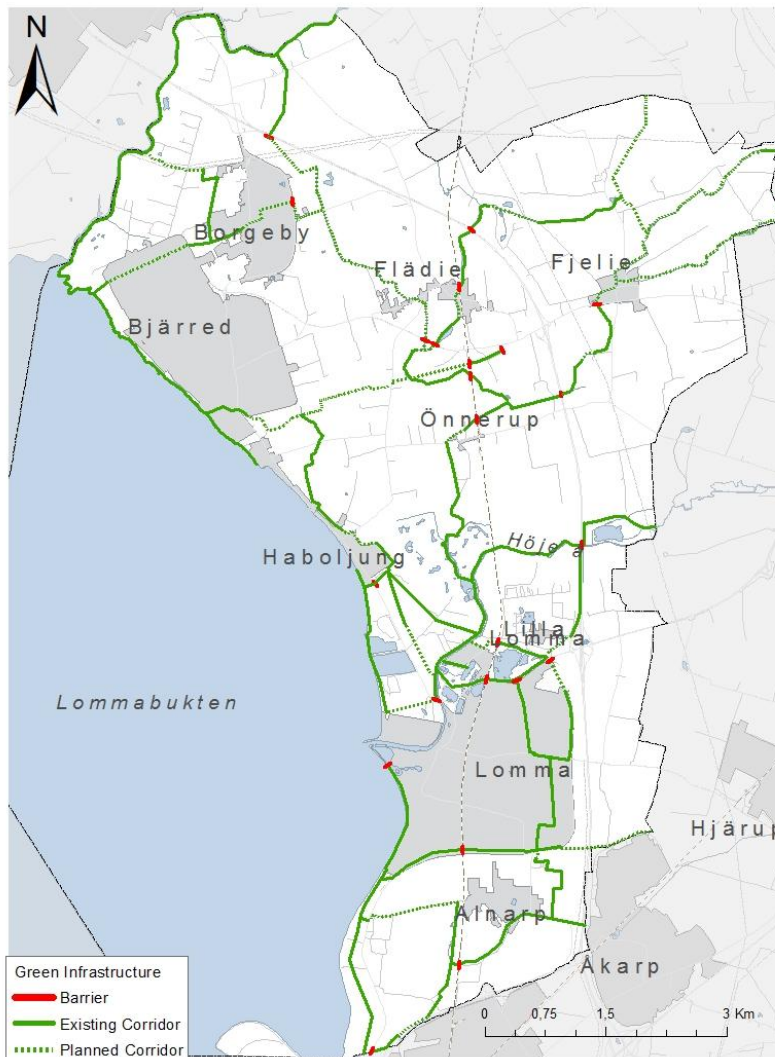 N
Borgeby
Flädie
Fjelie
Bjärred
Önnerup
Höje å
Haboljung
Lilla
Lomma
Lommabukten
Lomma
Hjärup
Alnarp
Åkarp
Green Infrastructure
Barrier
Existing Corridor
Planned Corridor
0 0.75 1.5 3 Km